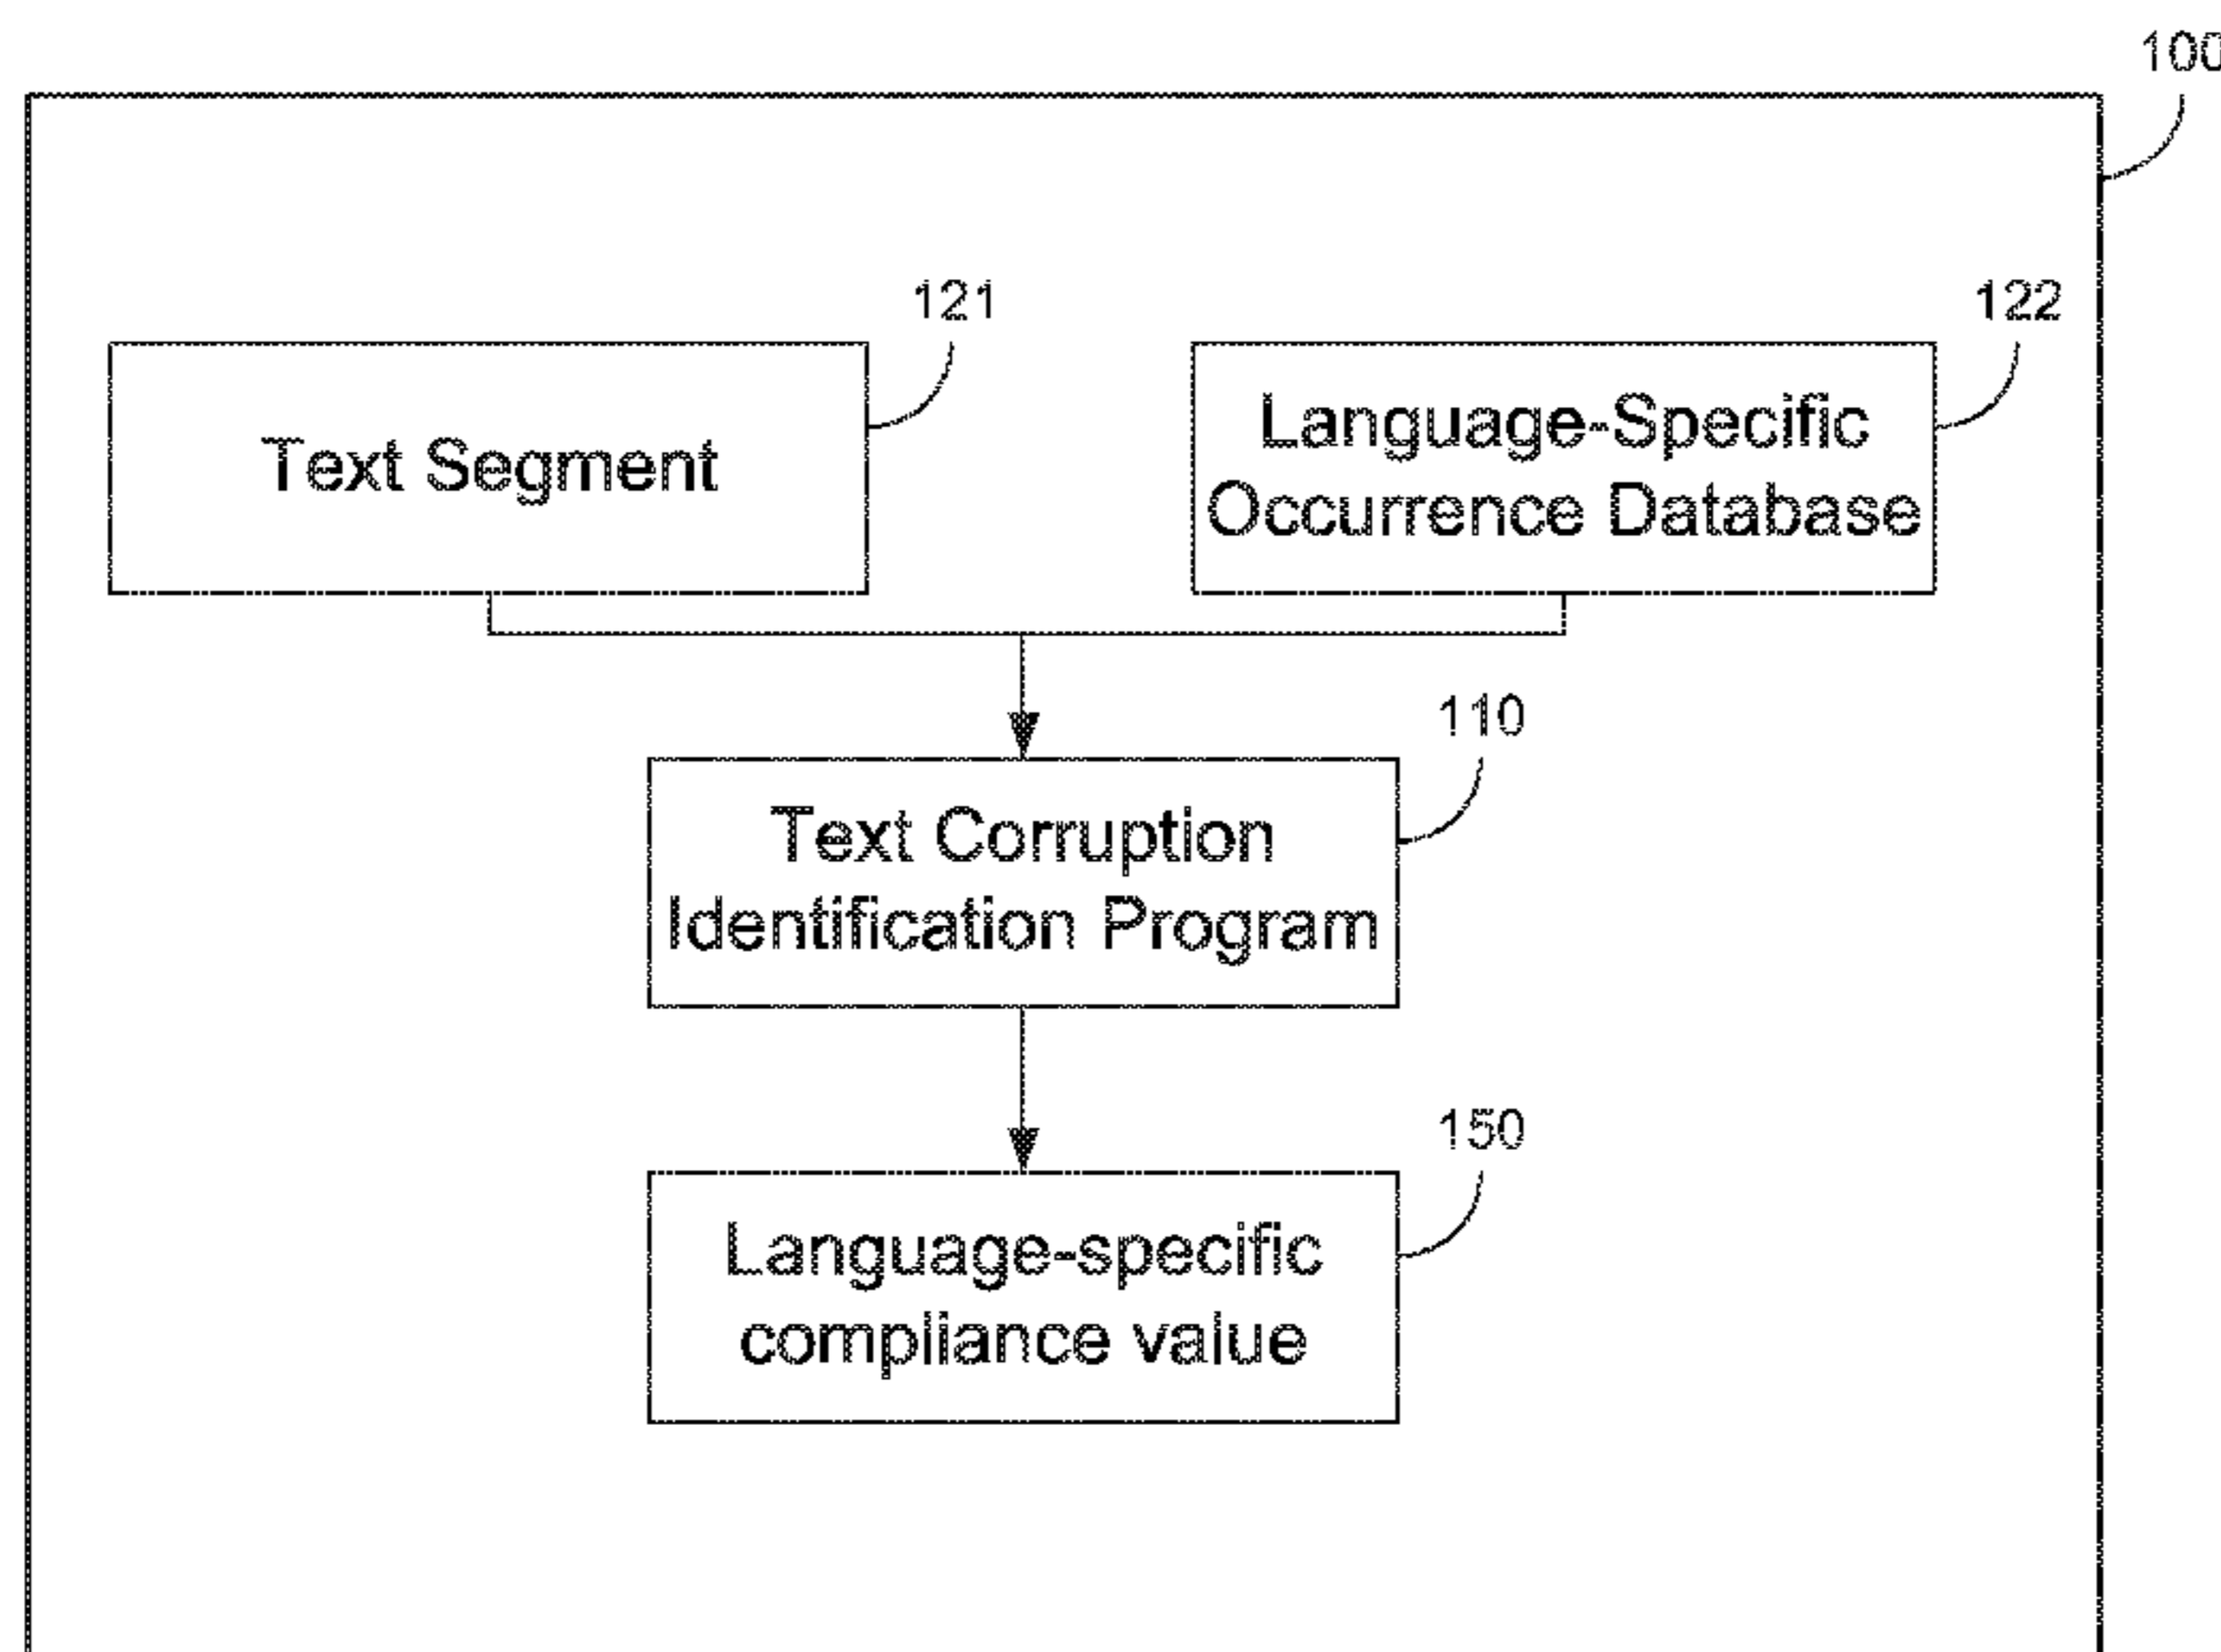 100
121
122
Text Segment
Language-Specific
Occurrence Database
110
Text Corruption
Identification Program
150
Language-specific
compliance value